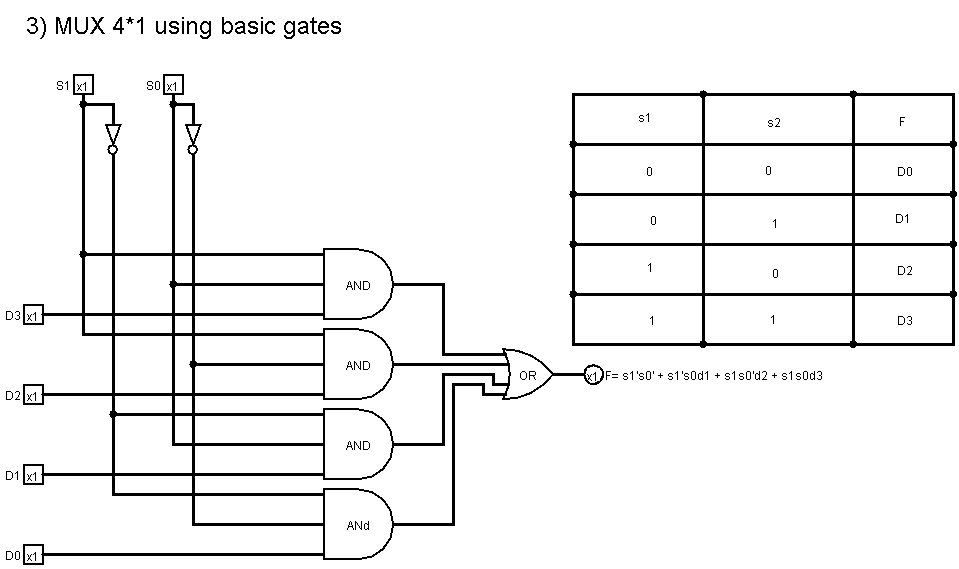 3) MUX 4*1 using basic gates
S1 x1 S0 x1
s1 s2 F
0 0 D0
0 1 D1
1 0 D2
1 1 D3
AND
D3 x1
AND
D2 x1
OR
x1 F= s1's0' + s1's0d1 + s1s0'd2 + s1s0d3
AND
D1 x1
ANd
D0 x1